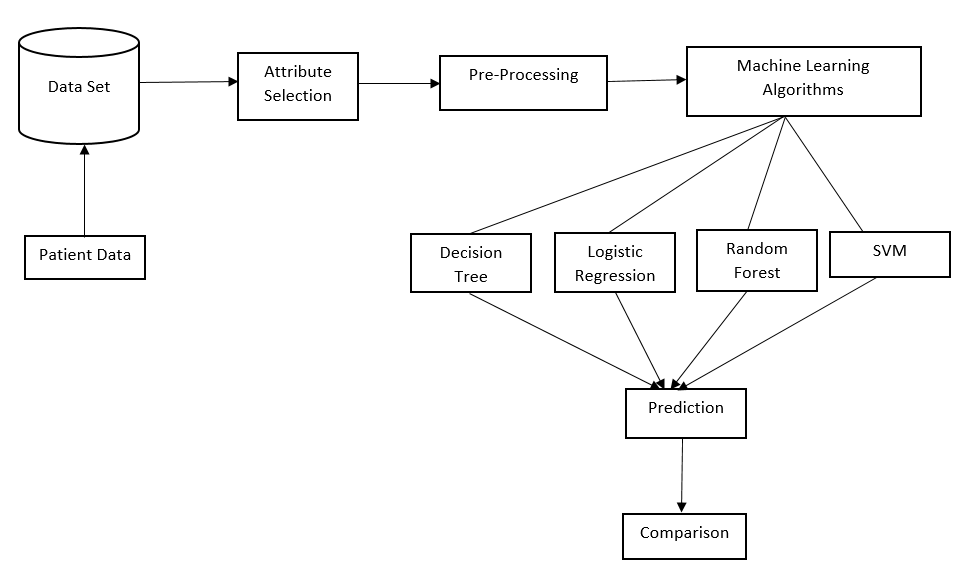 Data Set
Attribute
Selection
Pre-Processing
Machine Learning
Algorithms
Patient Data
Decision
Tree
Logistic
Regression
Random
Forest
SVM
Prediction
Comparison